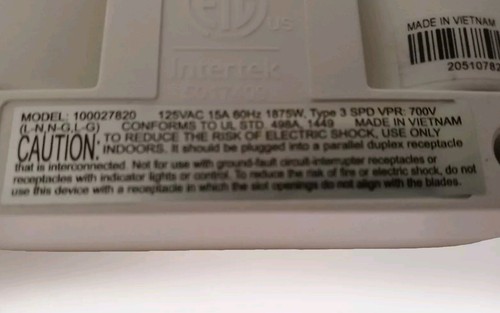 ETL
US
Intertek
MADE IN VIETNAM
20510782
MODEL: 100027820 125VAC 15A 60Hz 1875W, Type 3 SPD VPR: 700V
(L-N,N-G,L-G) CONFORMS TO UL STD. 498A, 1449 MADE IN VIETNAM
CAUTION: TO REDUCE THE RISK OF ELECTRIC SHOCK, USE ONLY
INDOORS. It should be plugged into a parallel duplex receptacle
that is interconnected. Not for use with ground-fault circuit-interrupter receptacles or
receptacles with indicator lights or control. To reduce the risk of fire or electric shock, do not
use this device with a receptacle in which the slot openings do not align with the blades.